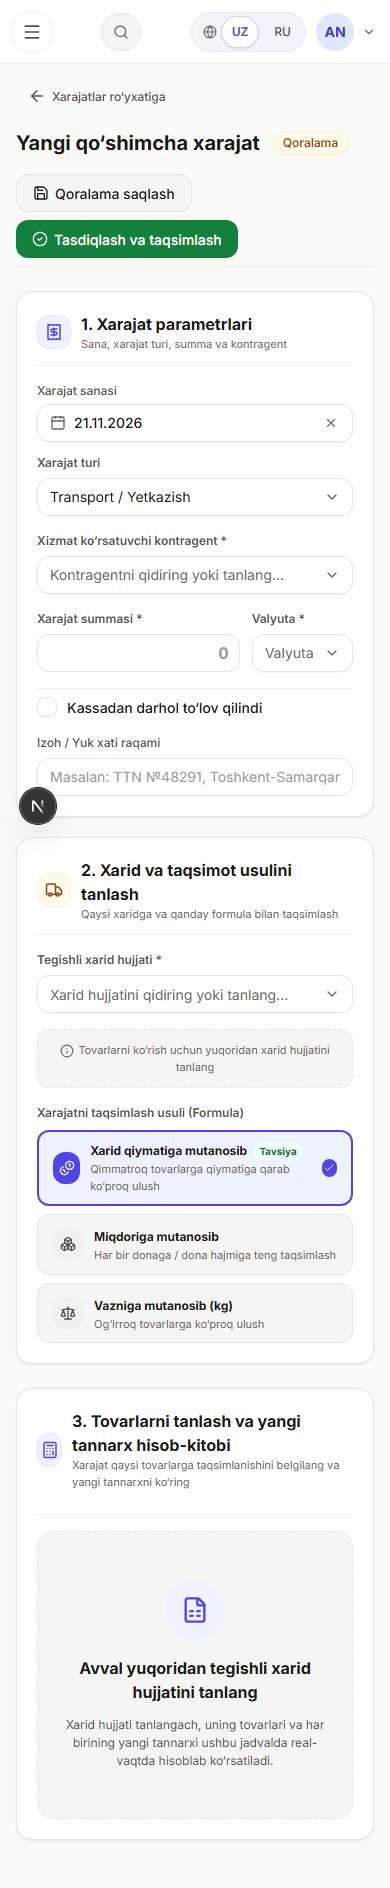 UZ RU AN
Xarajatlar ro‘yxatiga
Yangi qo‘shimcha xarajat Qoralama
Qoralama saqlash
Tasdiqlash va taqsimlash
1. Xarajat parametrlari
Sana, xarajat turi, summa va kontragent
Xarajat sanasi
21.11.2026
Xarajat turi
Transport / Yetkazish
Xizmat ko‘rsatuvchi kontragent *
Kontragentni qidiring yoki tanlang...
Xarajat summasi * Valyuta *
0 Valyuta
Kassadan darhol to‘lov qilindi
Izoh / Yuk xati raqami
Masalan: TTN №48291, Toshkent-Samarqar
N
2. Xarid va taqsimot usulini
tanlash
Qaysi xaridga va qanday formula bilan taqsimlash
Tegishli xarid hujjati *
Xarid hujjatini qidiring yoki tanlang...
Tovarlarni ko‘rish uchun yuqoridan xarid hujjatini
tanlang
Xarajatni taqsimlash usuli (Formula)
Xarid qiymatiga mutanosib Tavsiya
Qimmatroq tovarlarga qiymatiga qarab
ko‘proq ulush
Miqdoriga mutanosib
Har bir donaga / dona hajmiga teng taqsimlash
Vazniga mutanosib (kg)
Og‘irroq tovarlarga ko‘proq ulush
3. Tovarlarni tanlash va yangi
tannarx hisob-kitobi
Xarajat qaysi tovarlarga taqsimlanishini belgilang va
yangi tannarxni ko‘ring
Avval yuqoridan tegishli xarid
hujjatini tanlang
Xarid hujjati tanlangach, uning tovarlari va har
birining yangi tannarxi ushbu jadvalda real-
vaqtda hisoblab ko‘rsatiladi.